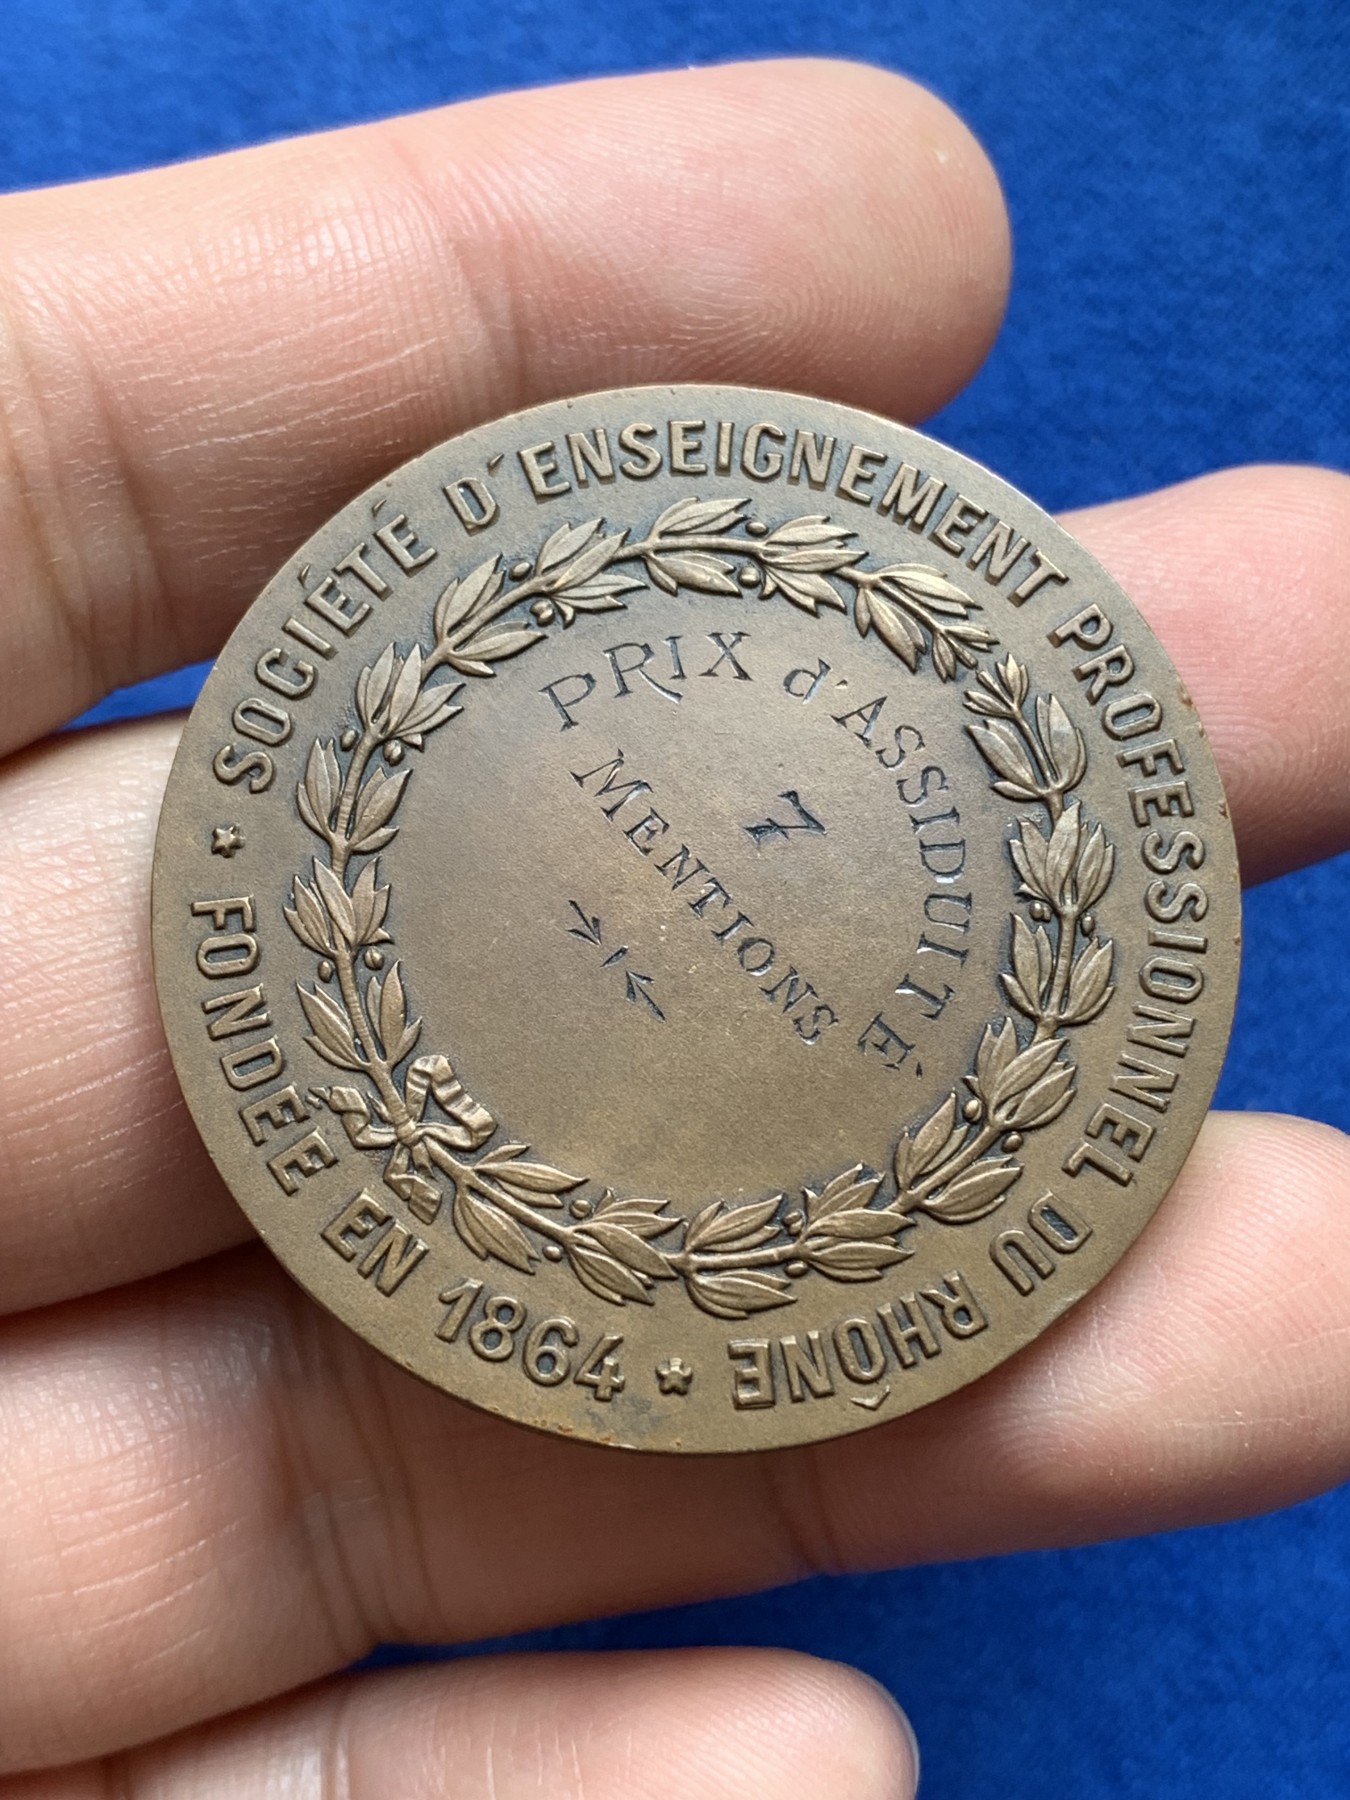 SOCIÉTÉ D'ENSEIGNEMENT PROFESSIONNEL DU RHÔNE
* FONDÉE EN 1864 *
PRIX d'ASSIDUITÉ
7
MENTIONS